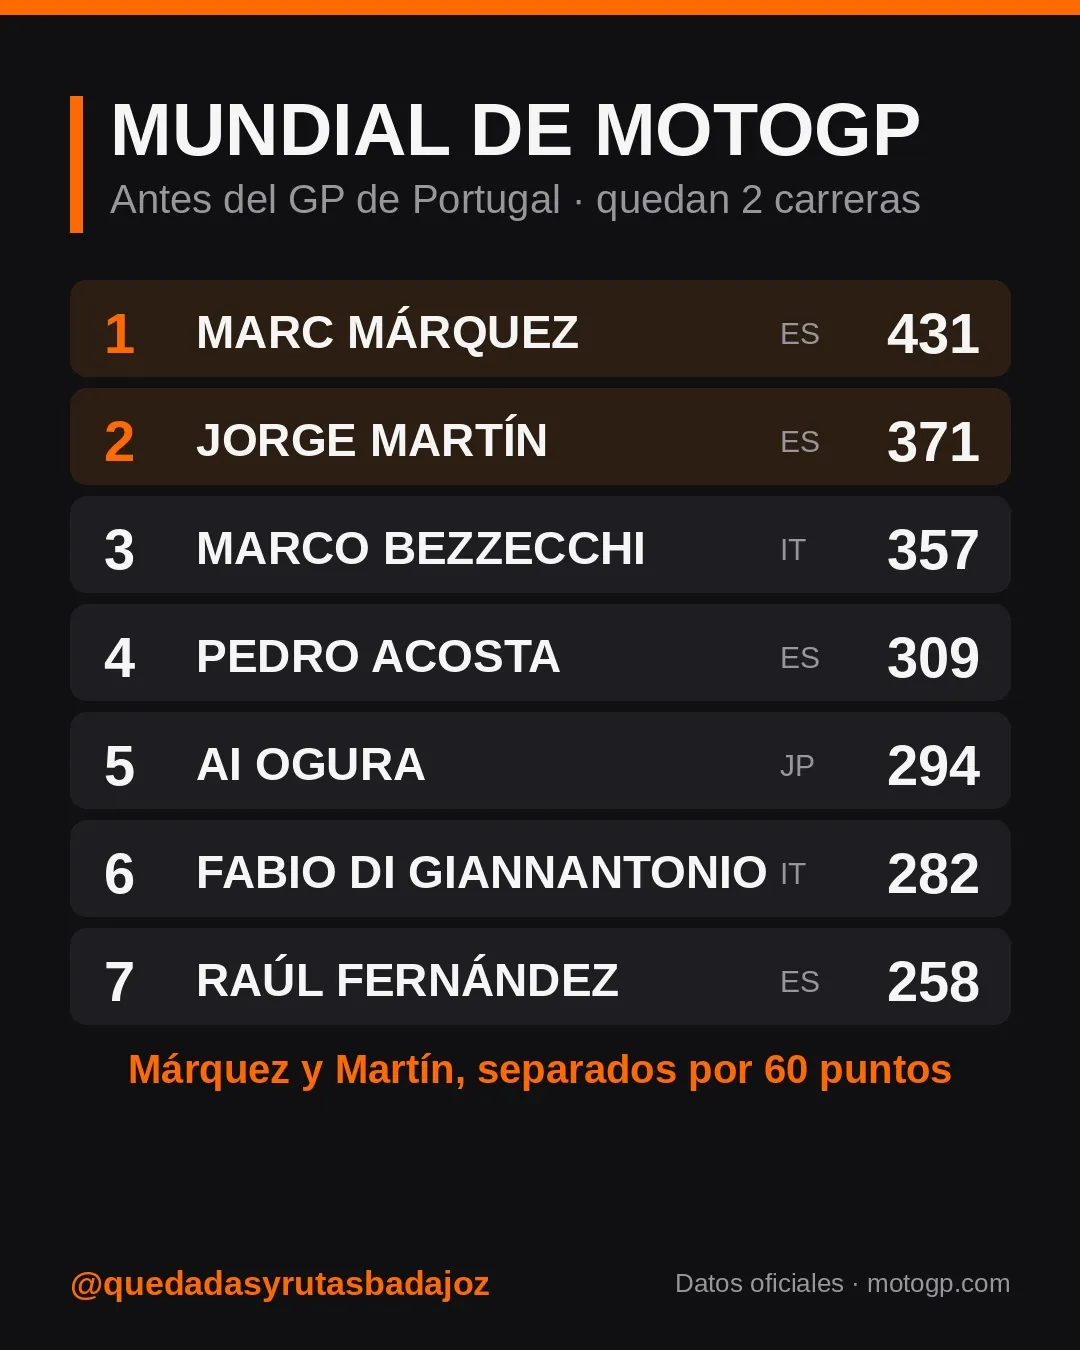 MUNDIAL DE MOTOGP
Antes del GP de Portugal · quedan 2 carreras
1 MARC MÁRQUEZ ES 431
2 JORGE MARTÍN ES 371
3 MARCO BEZZECCHI IT 357
4 PEDRO ACOSTA ES 309
5 AI OGURA JP 294
6 FABIO DI GIANNANTONIO IT 282
7 RAÚL FERNÁNDEZ ES 258
Márquez y Martín, separados por 60 puntos
@quedadasyrutasbadajoz Datos oficiales · motogp.com